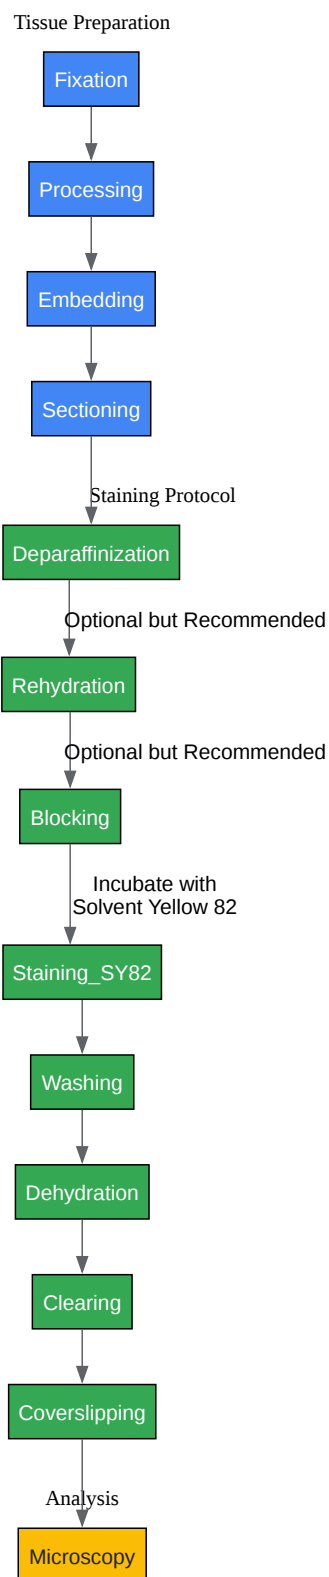 Tissue Preparation
Fixation
Processing
Embedding
Sectioning
Staining Protocol
Deparaffinization
Optional but Recommended
Rehydration
Optional but Recommended
Blocking
Incubate with
Solvent Yellow 82
Staining_SY82
Washing
Dehydration
Clearing
Coverslipping
Analysis
Microscopy